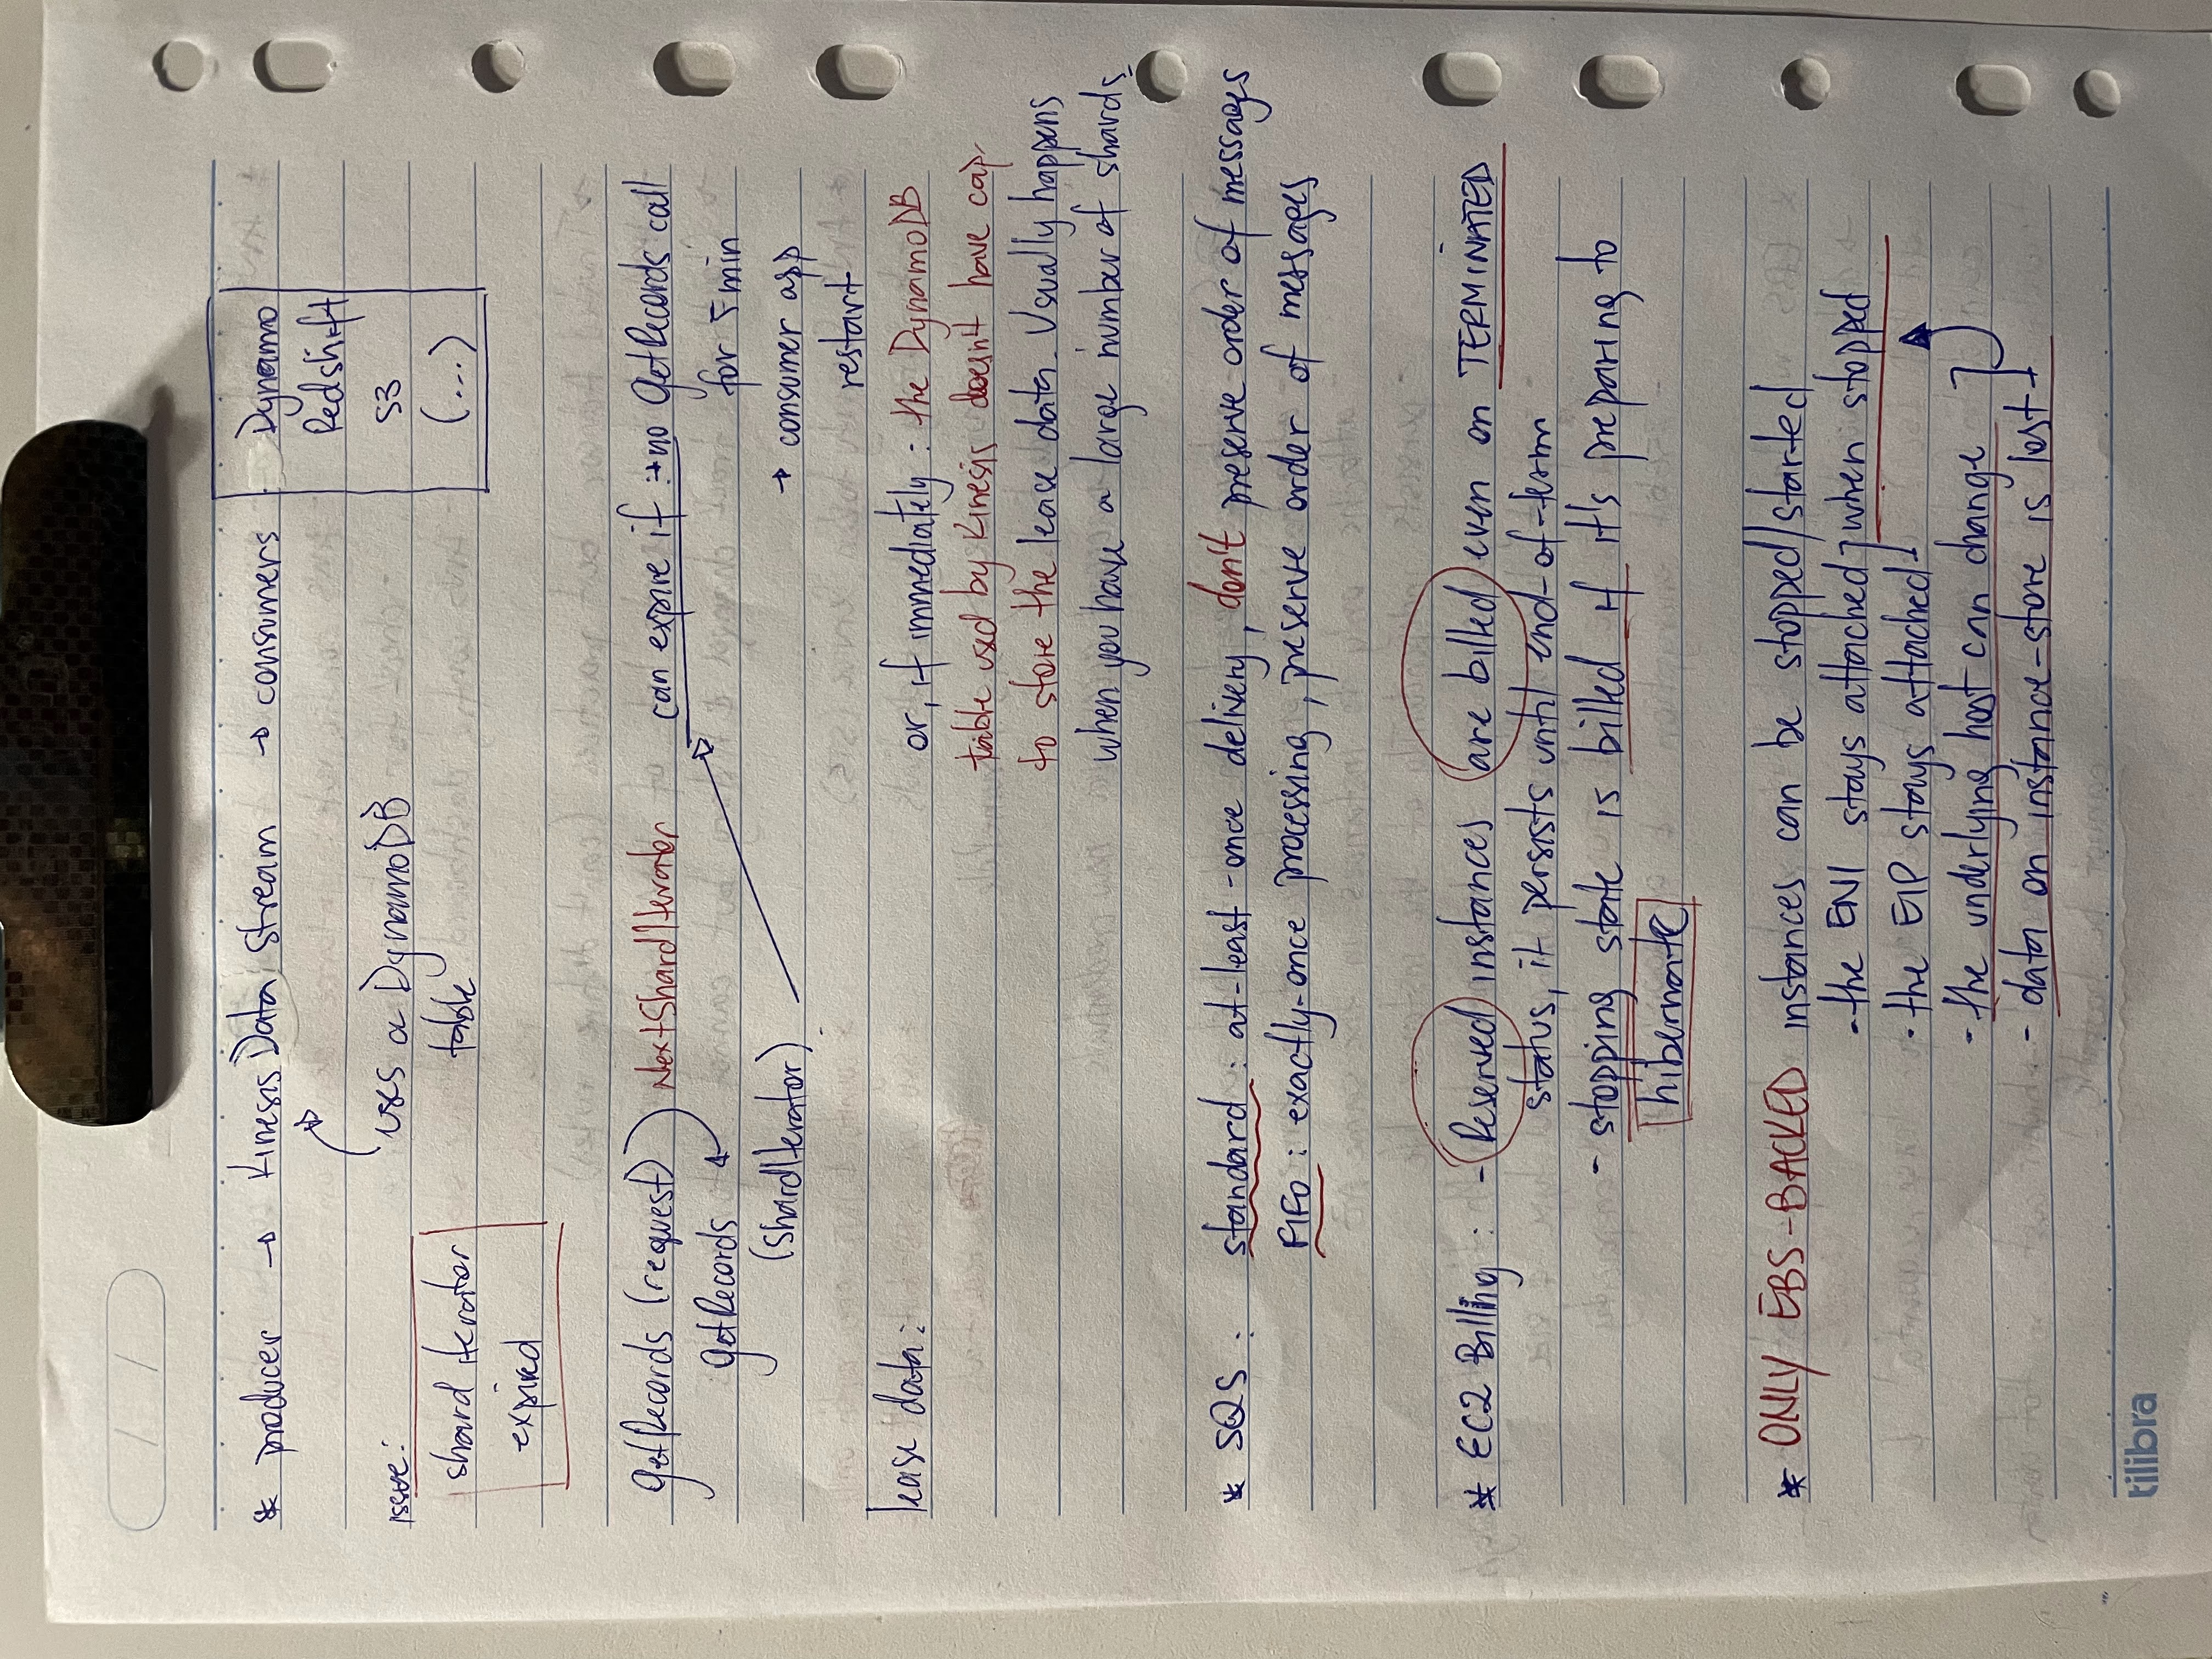 * producer → Kinesis Data Stream → consumers
Dynamo
Redshift
S3
(...)
uses a DynamoDB
table
issue:
shard iterator
expired
getRecords (request)
NextShardIterator
getRecords
(shardIterator)
can expire if :→ no GetRecords call
for 5 min
→ consumer app
restart
lease data:
or, if immediately : the DynamoDB
table used by Kinesis doesn't have cap.
to store the lease data. Usually happens
when you have a large number of shards
* SQS : standard : at-least-once delivery, don't preserve order of messages
FIFO : exactly-once processing, preserve order of messages
* EC2 Billing : - Reserved instances are billed even on TERMINATED
status, it persists until end-of-term
- stopping state is billed if it's preparing to
hibernate
* ONLY EBS-BACKED instances can be stopped/started
- the ENI stays attached when stopped
- the EIP stays attached
- the underlying host can change
- data on instance-store is lost
tilibra